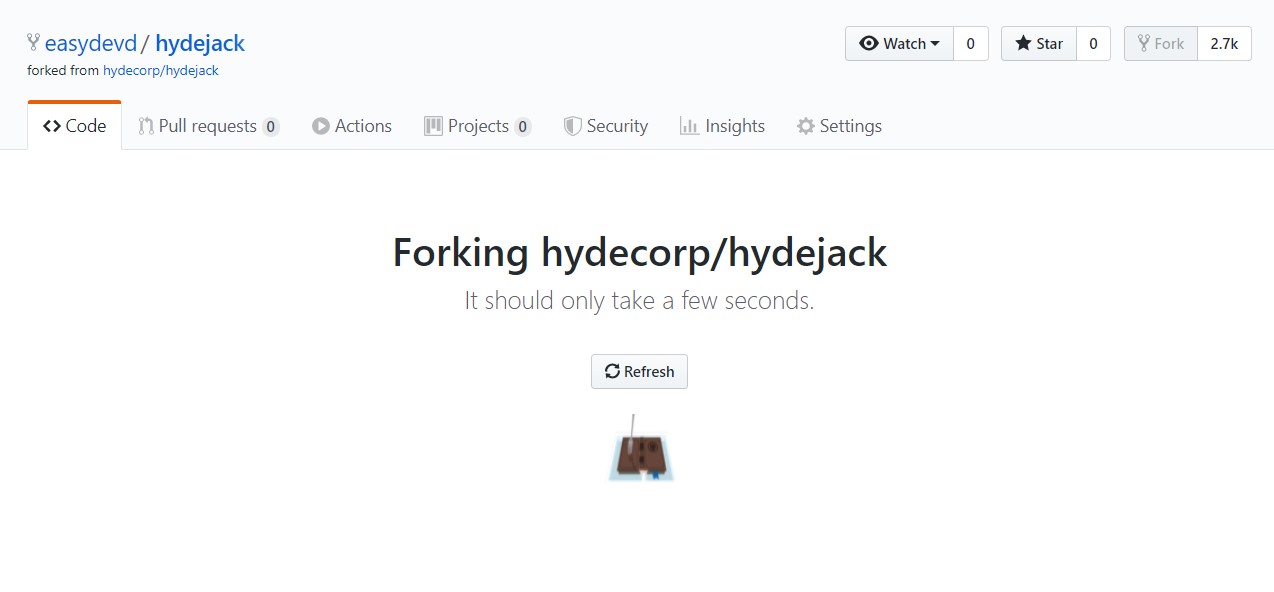 easydevd / hydejack
Watch 0 Star 0 Fork 2.7k
forked from hydecorp/hydejack
Code Pull requests 0 Actions Projects 0 Security Insights Settings
Forking hydecorp/hydejack
It should only take a few seconds.
Refresh